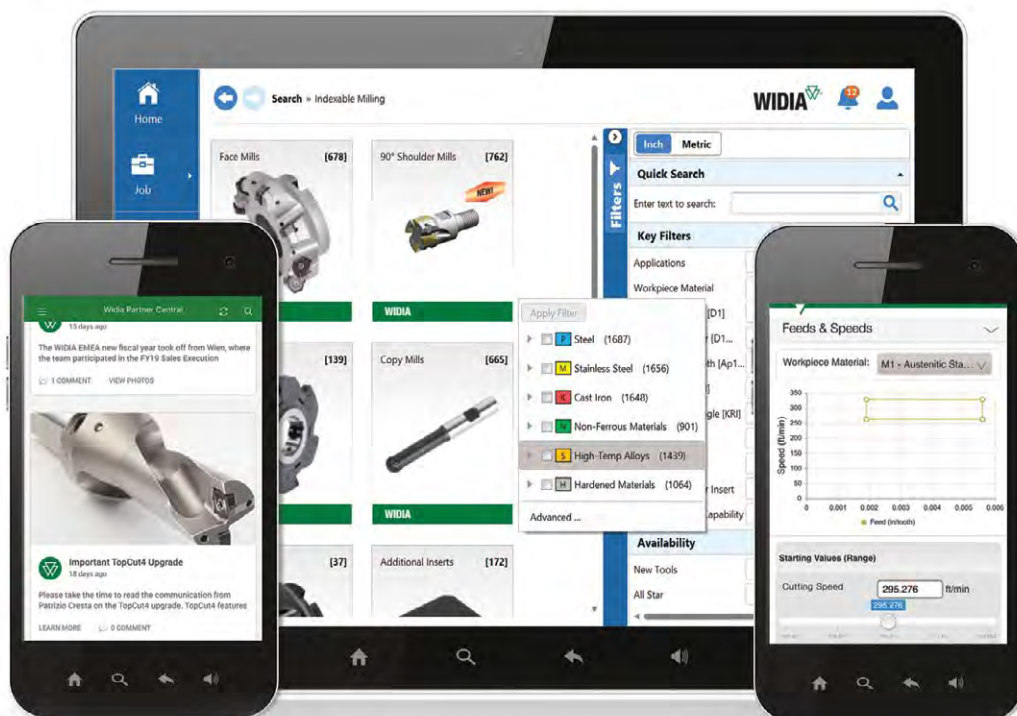 Home
Job
Search » Indexable Milling
WIDIA
12
Face Mills [678]
90° Shoulder Mills [762]
NEW!
WIDIA
[139]
Copy Mills [665]
WIDIA
[37]
Additional Inserts [172]
Filters
Inch Metric
Quick Search
Enter text to search:
Key Filters
Applications
Workpiece Material
[D1]
[D1...
[Ap1...
[KRI]
Insert
Availability
New Tools
All Star
Apply Filter
P Steel (1687)
M Stainless Steel (1656)
K Cast Iron (1648)
N Non-Ferrous Materials (901)
S High-Temp Alloys (1439)
H Hardened Materials (1064)
Advanced ...
Widia Partner Central
13 days ago
The WIDIA EMEA new fiscal year took off from Wien, where
the team participated in the FY19 Sales Execution
1 COMMENT VIEW PHOTOS
Important TopCut4 Upgrade
18 days ago
Please take the time to read the communication from
Patrizio Cresta on the TopCut4 upgrade. TopCut4 features
LEARN MORE 0 COMMENT
Feeds & Speeds
Workpiece Material: M1 - Austenitic Sta...
Speed (ft/min)
350
300
250
200
150
100
50
0
0 0.001 0.002 0.003 0.004 0.005 0.006
Feed (in/tooth)
Starting Values (Range)
Cutting Speed 295.276 ft/min
295.276